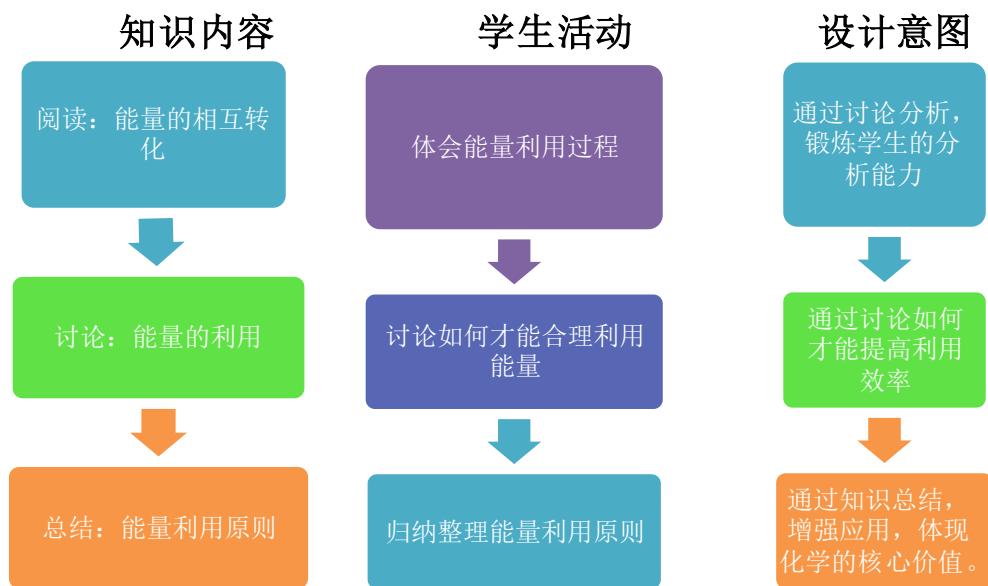 知识内容
学生活动
设计意图
阅读：能量的相互转
化
体会能量利用过程
通过讨论分析，
锻炼学生的分
析能力
讨论：能量的利用
讨论如何才能合理利用
能量
通过讨论如何
才能提高利用
效率
总结：能量利用原则
归纳整理能量利用原则
通过知识总结，
增强应用，体现
化学的核心价值。